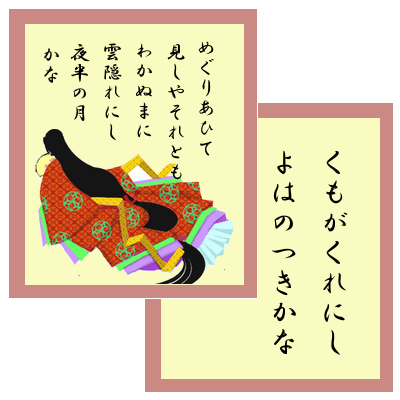 めぐりあひて
見しやそれとも
わかぬまに
雲隠れにし
夜半の月
かな
くもがくれにし
よはのつきかな